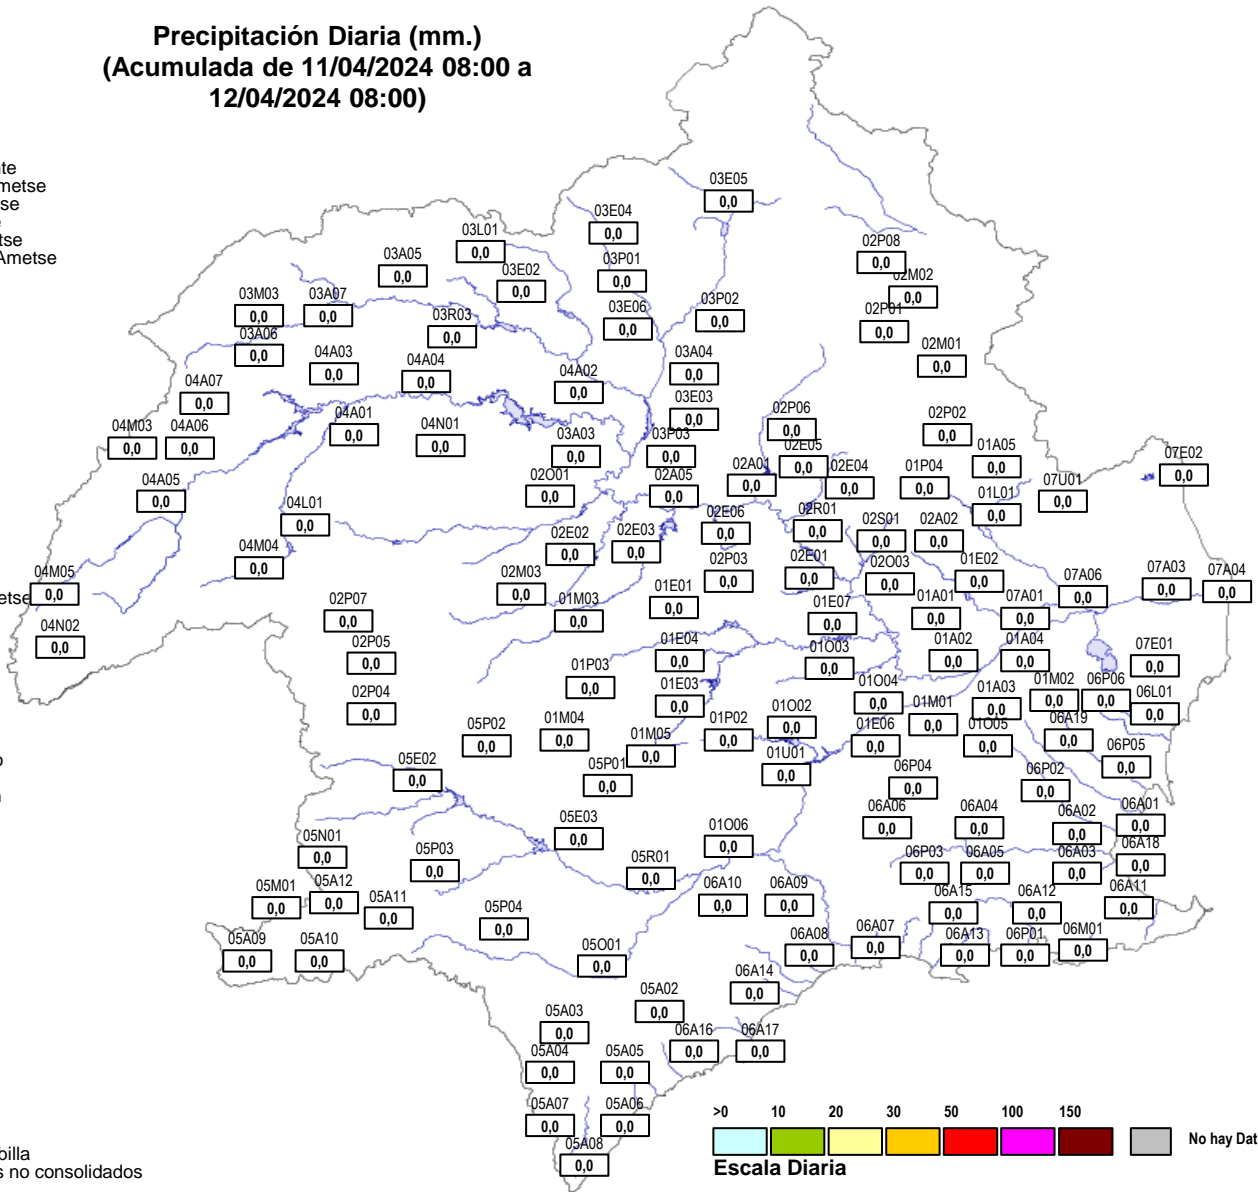 Precipitación Diaria (mm.)
(Acumulada de 11/04/2024 08:00 a
12/04/2024 08:00)
te
metse
se
e
tse
Ametse
03E05
0,0
03E04
0,0
03L01
0,0
03A05
0,0
03P01
0,0
03E02
0,0
02P08
0,0
02M02
0,0
03M03
0,0
03A07
0,0
03R03
0,0
03E06
0,0
03P02
0,0
02P01
0,0
03A06
0,0
04A03
0,0
04A04
0,0
04A02
0,0
03A04
0,0
02M01
0,0
04A07
0,0
03E03
0,0
04M03
0,0
04A06
0,0
04A01
0,0
04N01
0,0
03A03
0,0
03P03
0,0
02P06
0,0
02E05
0,0
02P02
0,0
01A05
0,0
07E02
0,0
04A05
0,0
02O01
0,0
02A05
0,0
02A01
0,0
02E04
0,0
01P04
0,0
01L01
0,0
07U01
0,0
04L01
0,0
02E06
0,0
02R01
0,0
02S01
0,0
02A02
0,0
04M04
0,0
02E02
0,0
02E03
0,0
02P03
0,0
02E01
0,0
02O03
0,0
01E02
0,0
07A06
0,0
07A03
0,0
07A04
0,0
04M05
0,0
etse
02M03
0,0
01M03
0,0
01E01
0,0
01E07
0,0
01A01
0,0
07A01
0,0
02P07
0,0
04N02
0,0
02P05
0,0
01E04
0,0
01O03
0,0
01A02
0,0
01A04
0,0
07E01
0,0
02P04
0,0
01P03
0,0
01E03
0,0
01O04
0,0
01A03
0,0
01M02
0,0
06P06
0,0
06L01
0,0
05P02
0,0
01M04
0,0
01M05
0,0
01P02
0,0
01O02
0,0
01E06
0,0
01M01
0,0
01O05
0,0
06A19
0,0
06P05
0,0
o
05E02
0,0
05P01
0,0
01U01
0,0
06P04
0,0
06P02
0,0
05E03
0,0
01O06
0,0
06A06
0,0
06A04
0,0
06A02
0,0
06A01
0,0
05N01
0,0
05P03
0,0
05R01
0,0
06P03
0,0
06A05
0,0
06A03
0,0
06A18
0,0
05M01
0,0
05A12
0,0
05A11
0,0
05P04
0,0
06A10
0,0
06A09
0,0
06A15
0,0
06A12
0,0
06A11
0,0
05A09
0,0
05A10
0,0
05O01
0,0
06A08
0,0
06A07
0,0
06A13
0,0
06P01
0,0
06M01
0,0
06A14
0,0
05A02
0,0
05A03
0,0
06A16
0,0
06A17
0,0
05A04
0,0
05A05
0,0
05A07
0,0
05A06
0,0
05A08
0,0
>0 10 20 30 50 100 150
No hay Dat
Escala Diaria
billa
s no consolidados